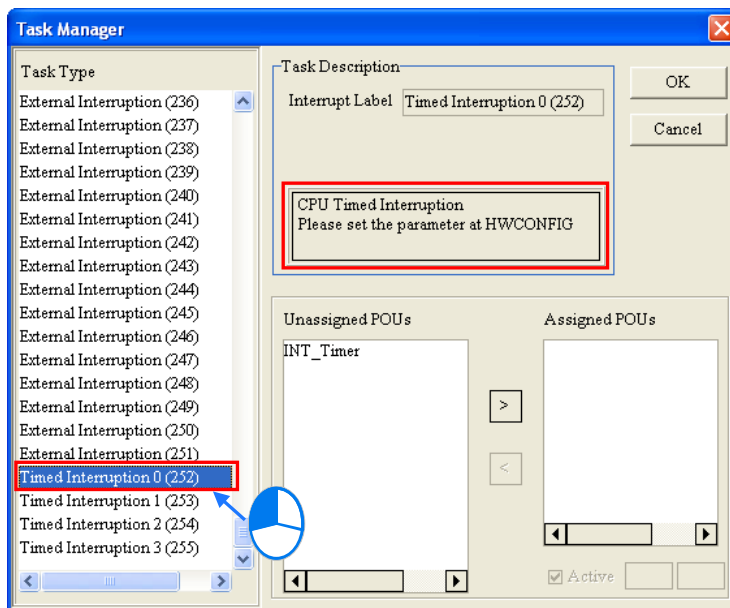 Task Manager
Task Type
External Interruption (236)
External Interruption (237)
External Interruption (238)
External Interruption (239)
External Interruption (240)
External Interruption (241)
External Interruption (242)
External Interruption (243)
External Interruption (244)
External Interruption (245)
External Interruption (246)
External Interruption (247)
External Interruption (248)
External Interruption (249)
External Interruption (250)
External Interruption (251)
Timed Interruption 0 (252)
Timed Interruption 1 (253)
Timed Interruption 2 (254)
Timed Interruption 3 (255)
Task Description
Interrupt Label Timed Interruption 0 (252)
CPU Timed Interruption
Please set the parameter at HWCONFIG
OK
Cancel
Unassigned POUs
INT_Timer
>
<
Assigned POUs
Active